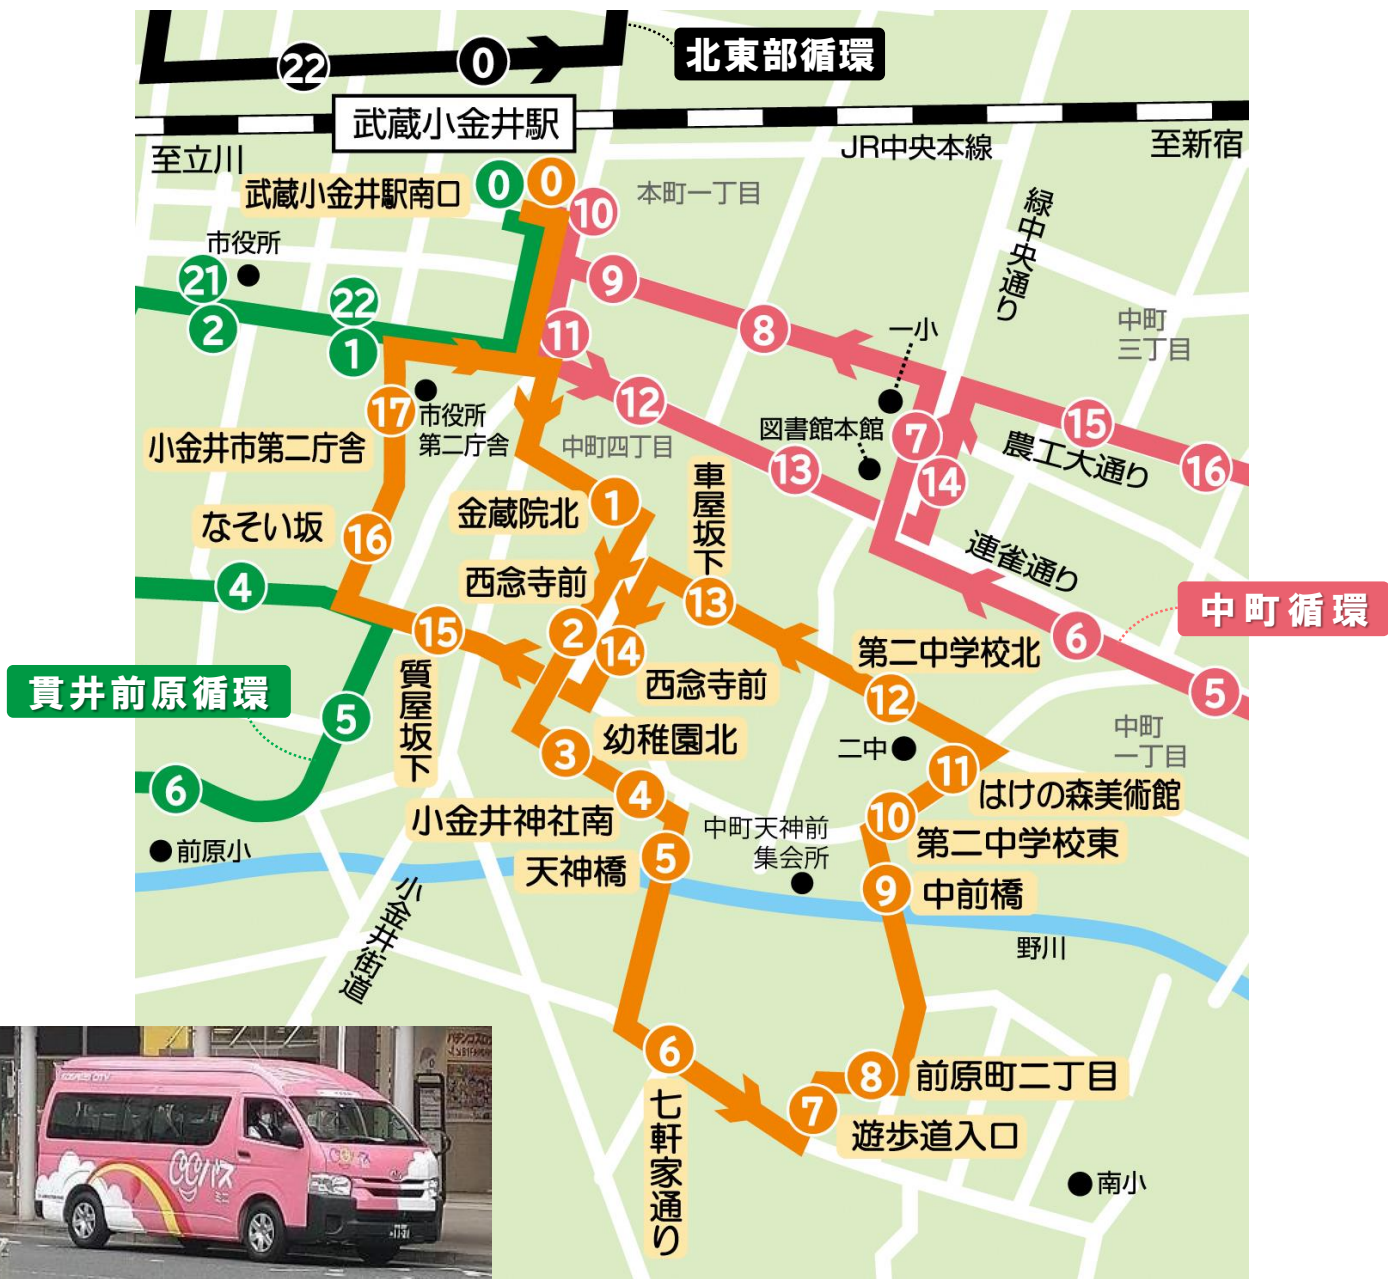 北東部循環
22
0
武蔵小金井駅
至立川
JR中央本線
至新宿
武蔵小金井駅南口
0
0
10
本町一丁目
緑中央通り
市役所
21
2
22
1
9
8
11
一小
中町
三丁目
12
17
市役所
第二庁舎
小金井市第二庁舎
中町四丁目
図書館本館
7
15
農工大通り
16
13
14
車屋坂下
金蔵院北
1
なそい坂
16
連雀通り
西念寺前
4
13
中町循環
15
2
14
6
第二中学校北
5
貫井前原循環
質屋坂下
西念寺前
12
5
幼稚園北
3
二中
中町
一丁目
11
はけの森美術館
6
4
小金井神社南
10
第二中学校東
中町天神前
集会所
前原小
天神橋
5
9
中前橋
小金井街道
野川
6
8
前原町二丁目
7
遊歩道入口
七軒家通り
南小
CoCoバス
ミニ